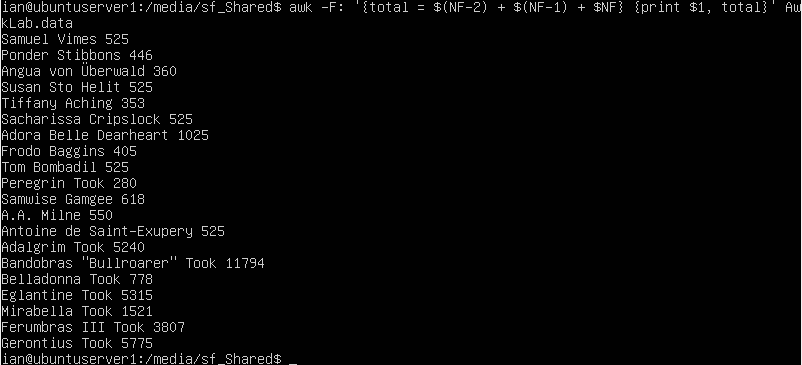 ian@ubuntuserver1:/media/sf_Shared$ awk -F: '{total = $(NF-2) + $(NF-1) + $NF} {print $1, total}' Aw
kLab.data
Samuel Vimes 525
Ponder Stibbons 446
Angua von Überwald 360
Susan Sto Helit 525
Tiffany Aching 353
Sacharissa Cripslock 525
Adora Belle Dearheart 1025
Frodo Baggins 405
Tom Bombadil 525
Peregrin Took 280
Samwise Gamgee 618
A.A. Milne 550
Antoine de Saint-Exupery 525
Adalgrim Took 5240
Bandobras "Bullroarer" Took 11794
Belladonna Took 778
Eglantine Took 5315
Mirabella Took 1521
Ferumbras III Took 3807
Gerontius Took 5775
ian@ubuntuserver1:/media/sf_Shared$ _